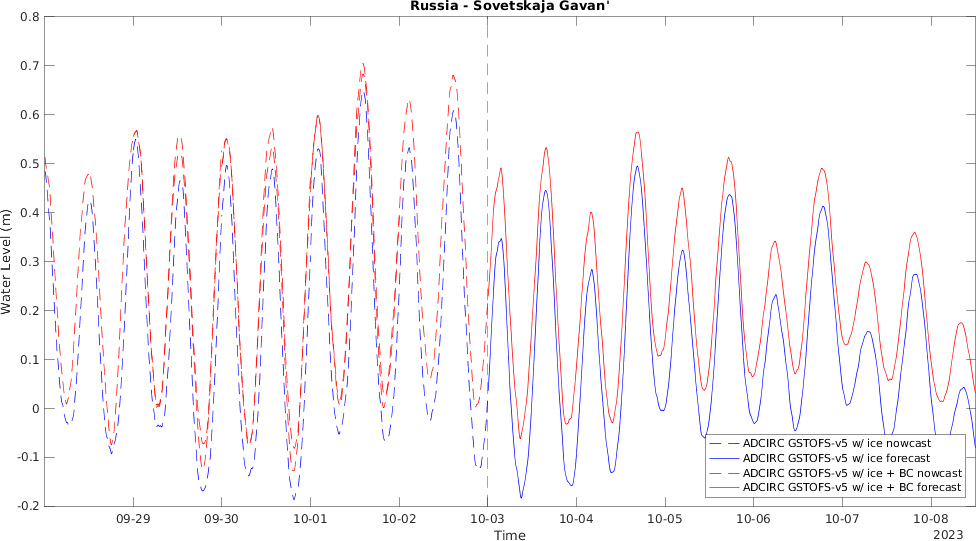 Russia - Sovetskaja Gavan'
0.8
0.7
0.6
0.5
0.4
0.3
0.2
0.1
0
-0.1
-0.2
Water Level (m)
ADCIRC GSTOFS-v5 w/ ice nowcast
ADCIRC GSTOFS-v5 w/ ice forecast
ADCIRC GSTOFS-v5 w/ ice + BC nowcast
ADCIRC GSTOFS-v5 w/ ice + BC forecast
09-29 09-30 10-01 10-02 10-03 10-04 10-05 10-06 10-07 10-08
Time 2023